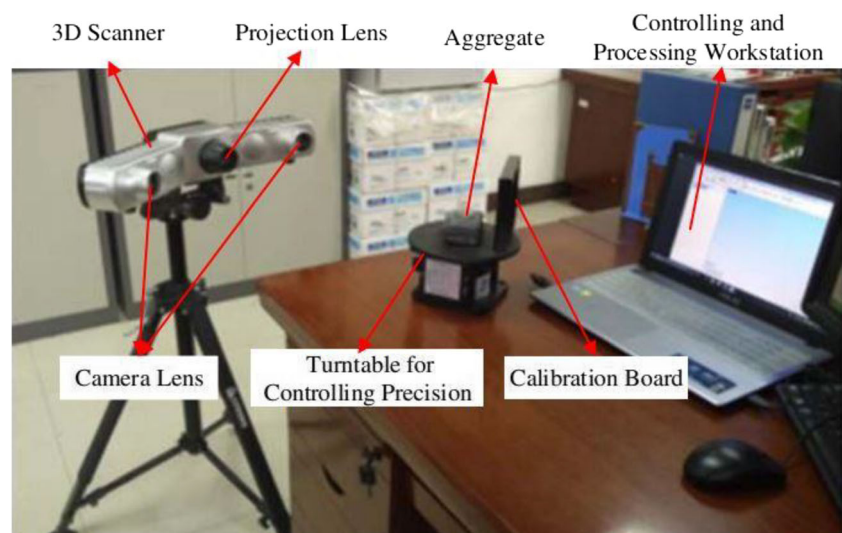 3D Scanner
Projection Lens
Aggregate
Controlling and
Processing Workstation
Camera Lens
Turntable for
Controlling Precision
Calibration Board